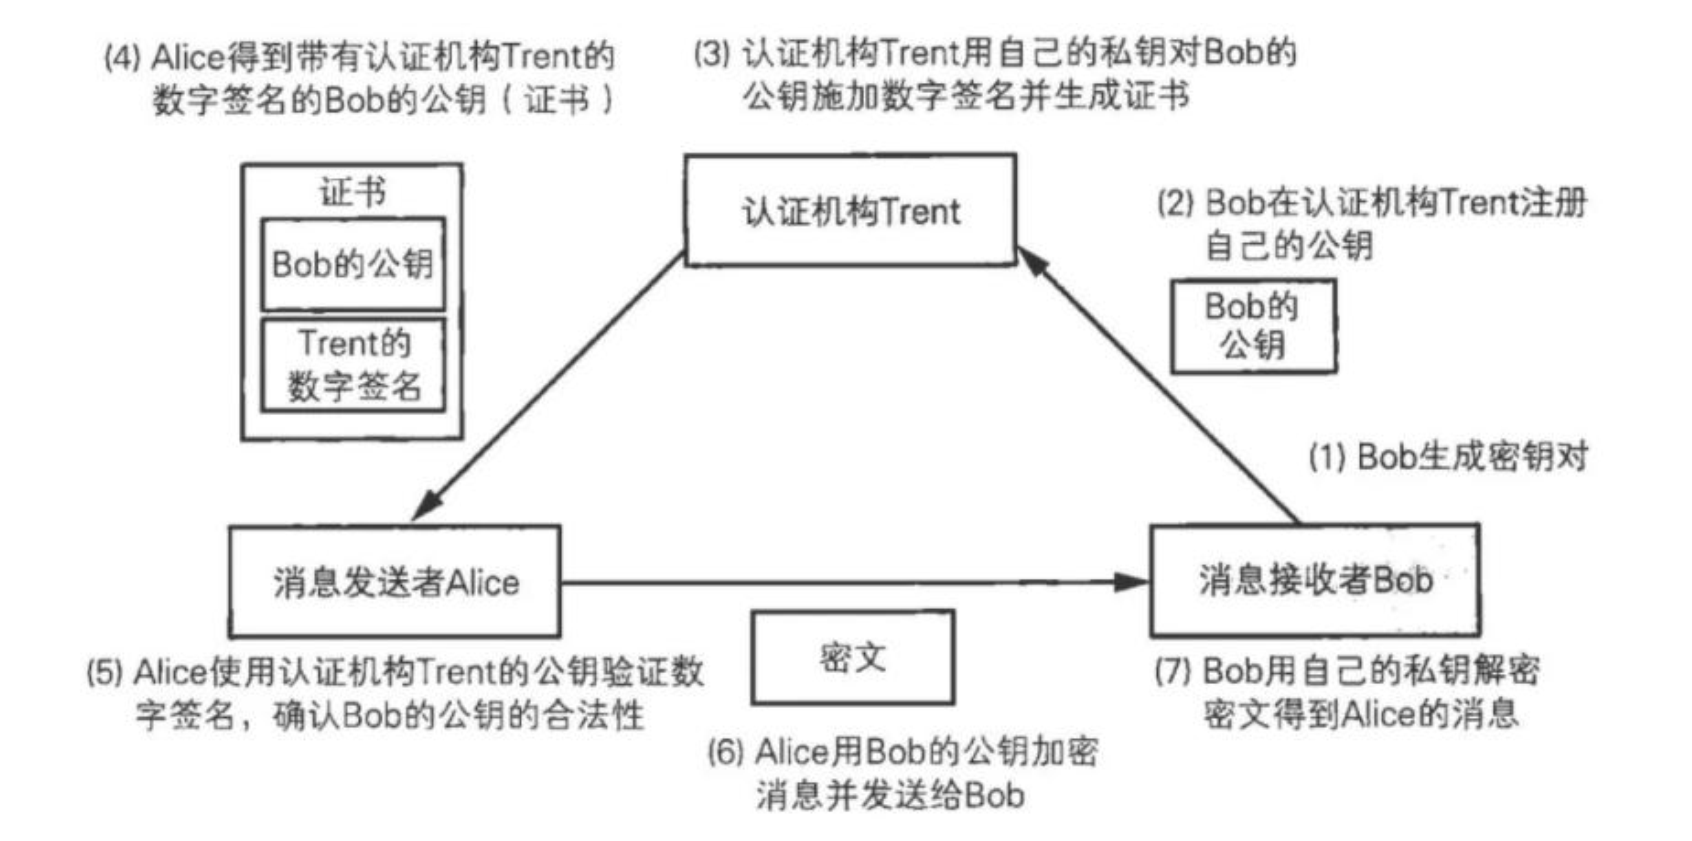 (4) Alice得到带有认证机构Trent的
数字签名的Bob的公钥（证书）
(3) 认证机构Trent用自己的私钥对Bob的
公钥施加数字签名并生成证书
证书
Bob的公钥
Trent的
数字签名
认证机构Trent
(2) Bob在认证机构Trent注册
自己的公钥
Bob的
公钥
(1) Bob生成密钥对
消息发送者Alice
消息接收者Bob
(5) Alice使用认证机构Trent的公钥验证数
字签名，确认Bob的公钥的合法性
密文
(6) Alice用Bob的公钥加密
消息并发送给Bob
(7) Bob用自己的私钥解密
密文得到Alice的消息